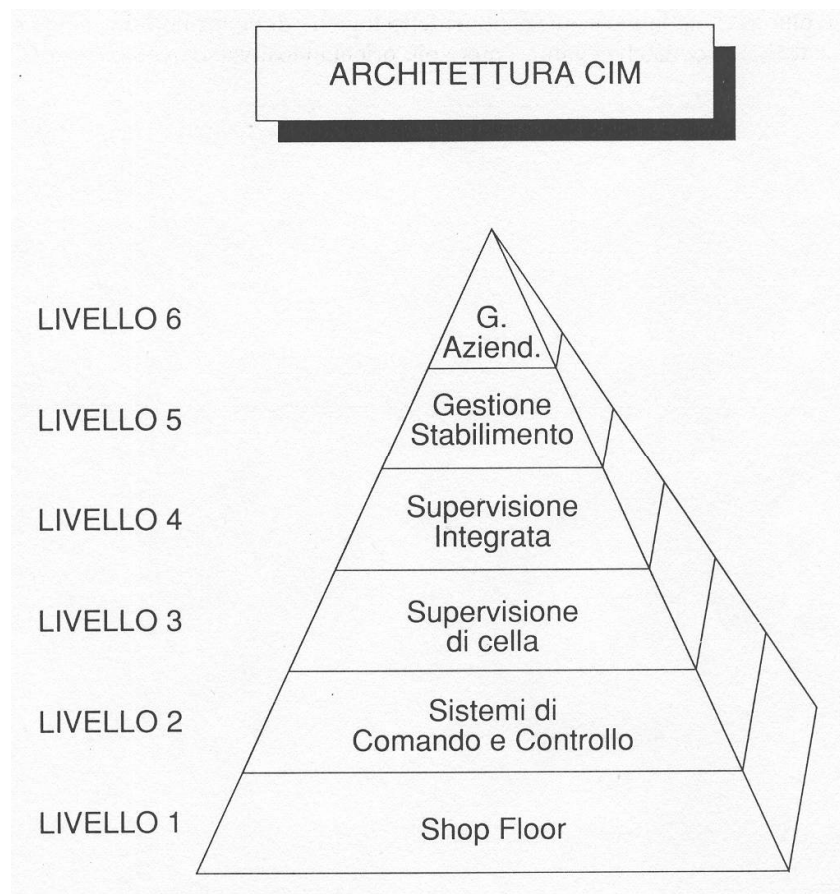 ARCHITETTURA CIM
LIVELLO 6
G.
Aziend.
LIVELLO 5
Gestione
Stabilimento
LIVELLO 4
Supervisione
Integrata
LIVELLO 3
Supervisione
di cella
LIVELLO 2
Sistemi di
Comando e Controllo
LIVELLO 1
Shop Floor